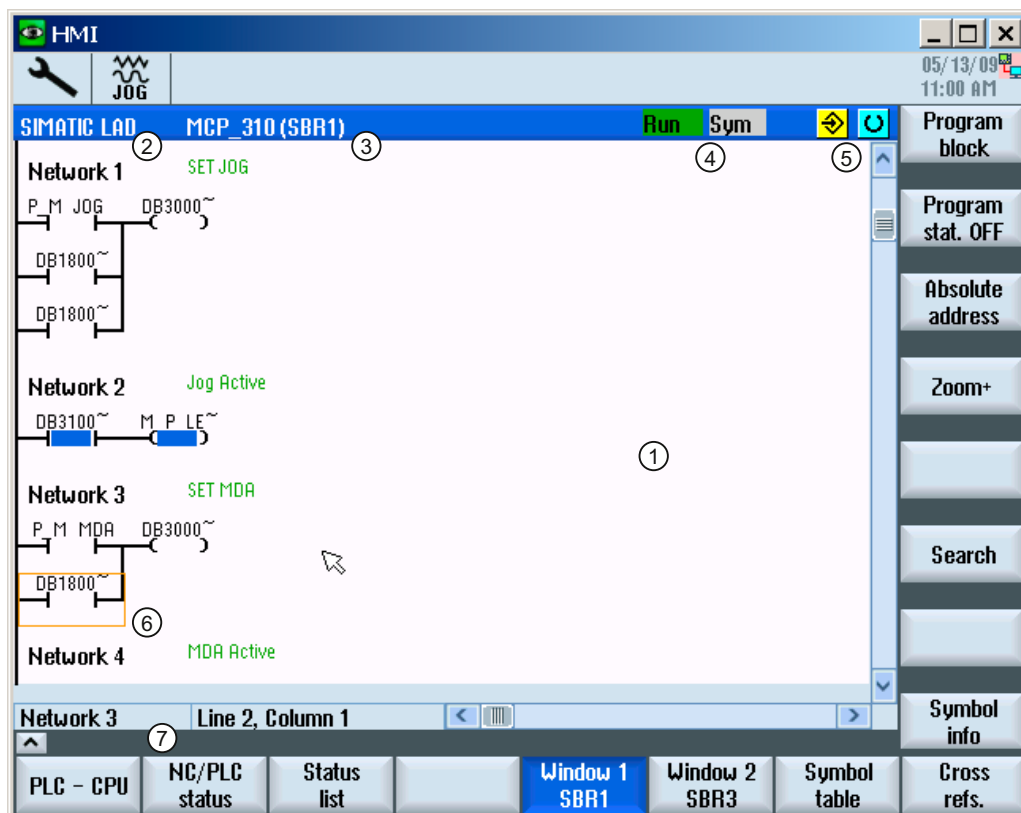 HMI
JOG
05/13/09
11:00 AM
SIMATIC LAD MCP_310 (SBR1) Run Sym
2
3
4
5
Network 1 SET JOG
P_M JOG DB3000~
DB1800~
DB1800~
Network 2 Jog Active
DB3100~ M_P_LE~
1
Network 3 SET MDA
P_M MDA DB3000~
DB1800~
6
Network 4 MDA Active
Network 3 Line 2, Column 1
7
Program
block
Program
stat. OFF
Absolute
address
Zoom+
Search
Symbol
info
PLC - CPU
NC/PLC
status
Status
list
Window 1
SBR1
Window 2
SBR3
Symbol
table
Cross
refs.